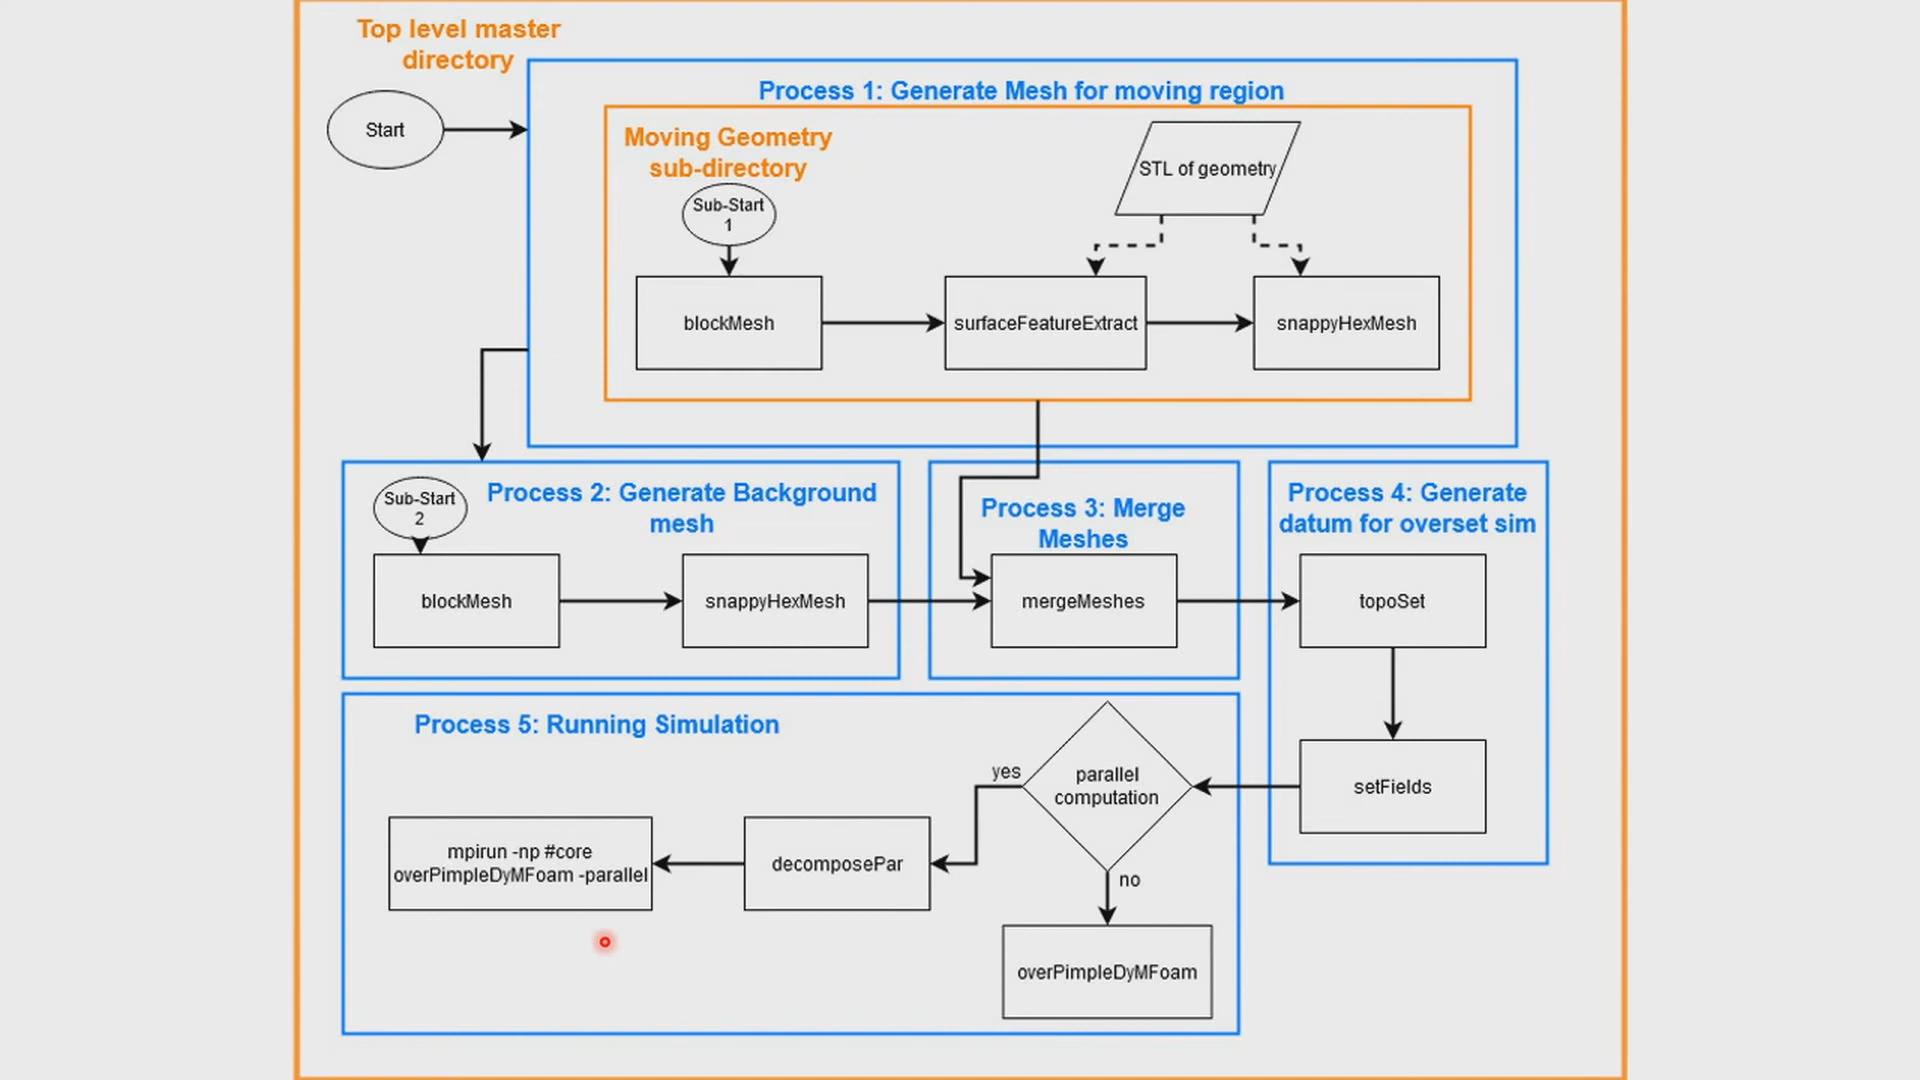 Top level master
directory
Start
Process 1: Generate Mesh for moving region
Moving Geometry
sub-directory
Sub-Start
1
STL of geometry
blockMesh
surfaceFeatureExtract
snappyHexMesh
Sub-Start
2
Process 2: Generate Background
mesh
blockMesh
snappyHexMesh
Process 3: Merge
Meshes
mergeMeshes
Process 4: Generate
datum for overset sim
topoSet
setFields
Process 5: Running Simulation
parallel
computation
yes
no
decomposePar
mpirun -np #core
overPimpleDyMFoam -parallel
overPimpleDyMFoam